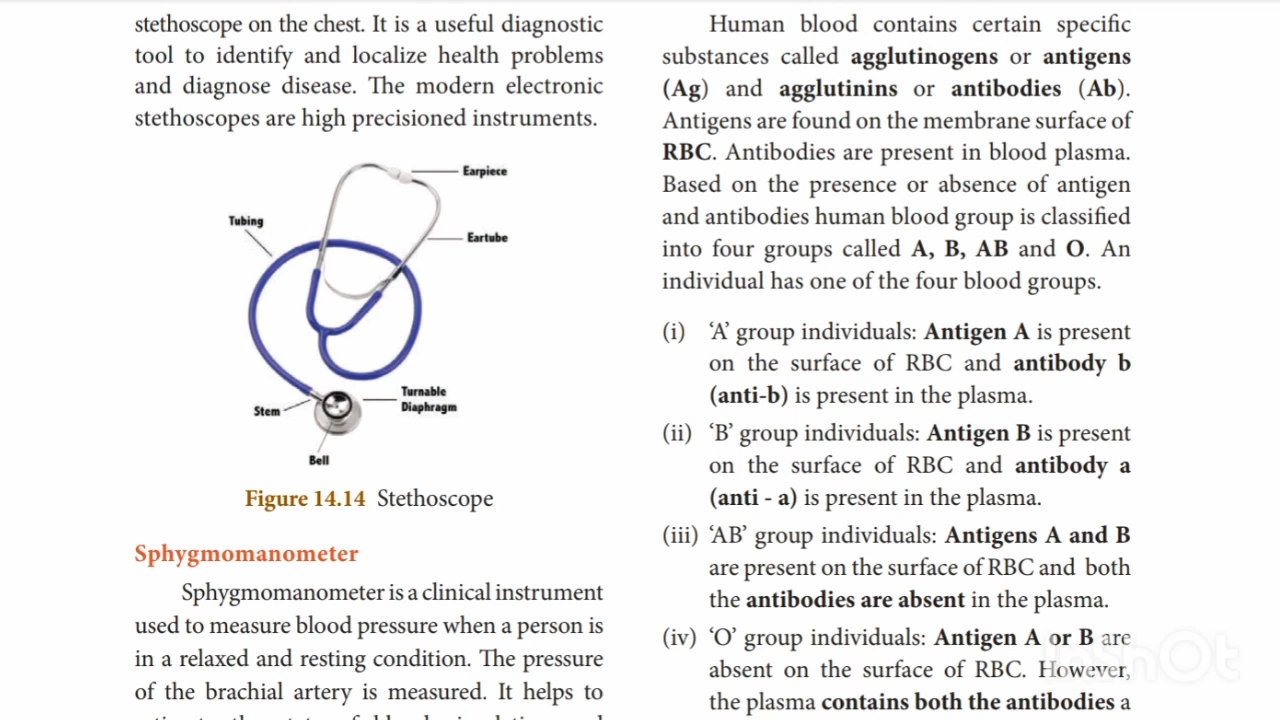 stethoscope on the chest. It is a useful diagnostic
tool to identify and localize health problems
and diagnose disease. The modern electronic
stethoscopes are high precisioned instruments.
Earpiece
Tubing
Eartube
Turnable
Diaphragm
Stem
Bell
Figure 14.14 Stethoscope
Sphygmomanometer
Sphygmomanometer is a clinical instrument
used to measure blood pressure when a person is
in a relaxed and resting condition. The pressure
of the brachial artery is measured. It helps to
Human blood contains certain specific
substances called agglutinogens or antigens
(Ag) and agglutinins or antibodies (Ab).
Antigens are found on the membrane surface of
RBC. Antibodies are present in blood plasma.
Based on the presence or absence of antigen
and antibodies human blood group is classified
into four groups called A, B, AB and O. An
individual has one of the four blood groups.
(i) ‘A’ group individuals: Antigen A is present
on the surface of RBC and antibody b
(anti-b) is present in the plasma.
(ii) ‘B’ group individuals: Antigen B is present
on the surface of RBC and antibody a
(anti - a) is present in the plasma.
(iii) ‘AB’ group individuals: Antigens A and B
are present on the surface of RBC and both
the antibodies are absent in the plasma.
(iv) ‘O’ group individuals: Antigen A or B are
absent on the surface of RBC. However,
the plasma contains both the antibodies a
InShOt